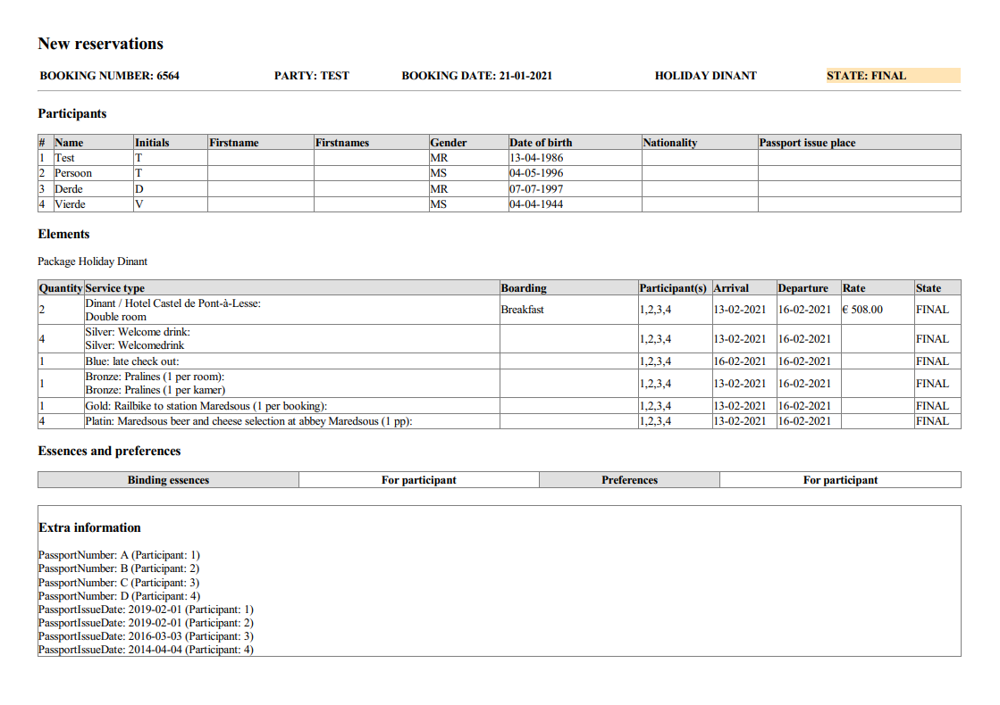 New reservations
BOOKING NUMBER: 6564 PARTY: TEST BOOKING DATE: 21-01-2021 HOLIDAY DINANT STATE: FINAL
Participants
# Name Initials Firstname Firstnames Gender Date of birth Nationality Passport issue place
1 Test T MR 13-04-1986
2 Persoon T MS 04-05-1996
3 Derde D MR 07-07-1997
4 Vierde V MS 04-04-1944
Elements
Package Holiday Dinant
Quantity Service type Boarding Participant(s) Arrival Departure Rate State
2 Dinant / Hotel Castel de Pont-à-Lesse:
Double room Breakfast 1,2,3,4 13-02-2021 16-02-2021 € 508.00 FINAL
4 Silver: Welcome drink:
Silver: Welcomedrink 1,2,3,4 13-02-2021 16-02-2021 FINAL
1 Blue: late check out: 1,2,3,4 16-02-2021 16-02-2021 FINAL
1 Bronze: Pralines (1 per room):
Bronze: Pralines (1 per kamer) 1,2,3,4 13-02-2021 16-02-2021 FINAL
1 Gold: Railbike to station Maredsous (1 per booking): 1,2,3,4 13-02-2021 16-02-2021 FINAL
4 Platin: Maredsous beer and cheese selection at abbey Maredsous (1 pp): 1,2,3,4 13-02-2021 16-02-2021 FINAL
Essences and preferences
Binding essences For participant Preferences For participant
Extra information
PassportNumber: A (Participant: 1)
PassportNumber: B (Participant: 2)
PassportNumber: C (Participant: 3)
PassportNumber: D (Participant: 4)
PassportIssueDate: 2019-02-01 (Participant: 1)
PassportIssueDate: 2019-02-01 (Participant: 2)
PassportIssueDate: 2016-03-03 (Participant: 3)
PassportIssueDate: 2014-04-04 (Participant: 4)